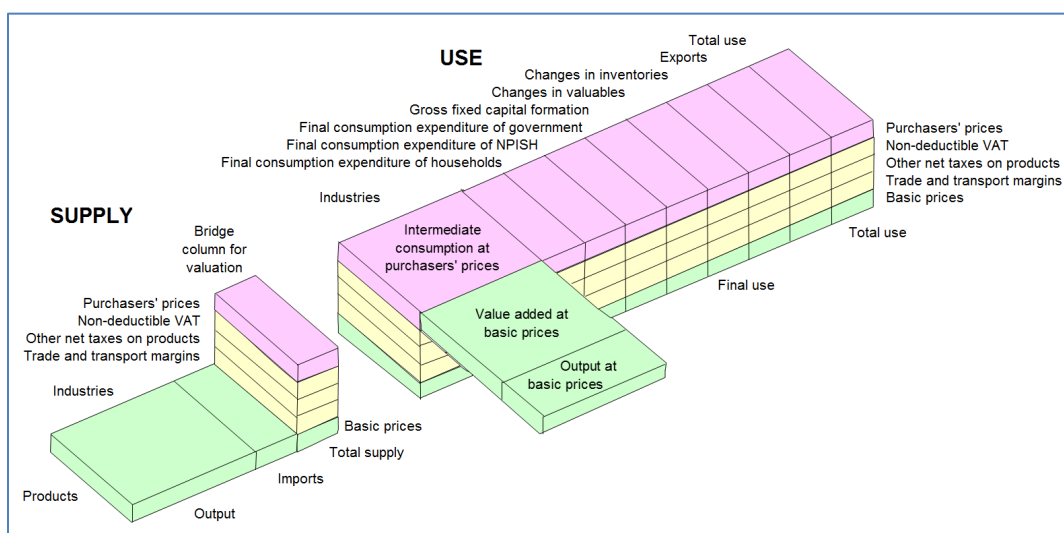 USE
Total use
Exports
Changes in inventories
Changes in valuables
Gross fixed capital formation
Final consumption expenditure of government
Final consumption expenditure of NPISH
Final consumption expenditure of households
Industries
Intermediate
consumption at
purchasers' prices
Value added at
basic prices
Output at
basic prices
Purchasers' prices
Non-deductible VAT
Other net taxes on products
Trade and transport margins
Basic prices
Total use
Final use
SUPPLY
Bridge
column for
valuation
Purchasers' prices
Non-deductible VAT
Other net taxes on products
Trade and transport margins
Industries
Basic prices
Total supply
Imports
Products
Output